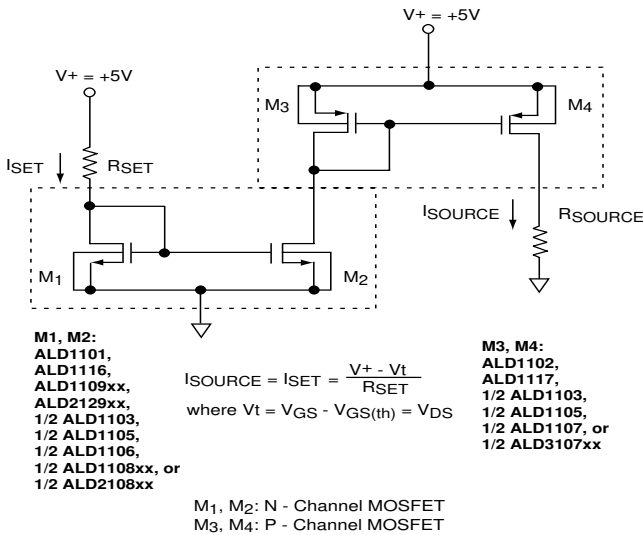 V+ = +5V
V+ = +5V
M3
M4
ISET
RSET
ISOURCE
RSOURCE
M1
M2
M1, M2:
ALD1101,
ALD1116,
ALD1109xx,
ALD2129xx,
1/2 ALD1103,
1/2 ALD1105,
1/2 ALD1106,
1/2 ALD1108xx, or
1/2 ALD2108xx
ISOURCE = ISET = V+ - Vt / RSET
where Vt = VGS - VGS(th) = VDS
M3, M4:
ALD1102,
ALD1117,
1/2 ALD1103,
1/2 ALD1105,
1/2 ALD1107, or
1/2 ALD3107xx
M1, M2: N - Channel MOSFET
M3, M4: P - Channel MOSFET